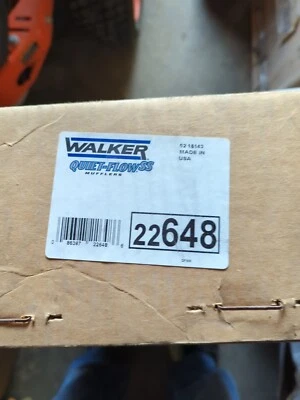 WALKER
QUIET-FLOW SS
MUFFLERS
MADE IN
USA
22648